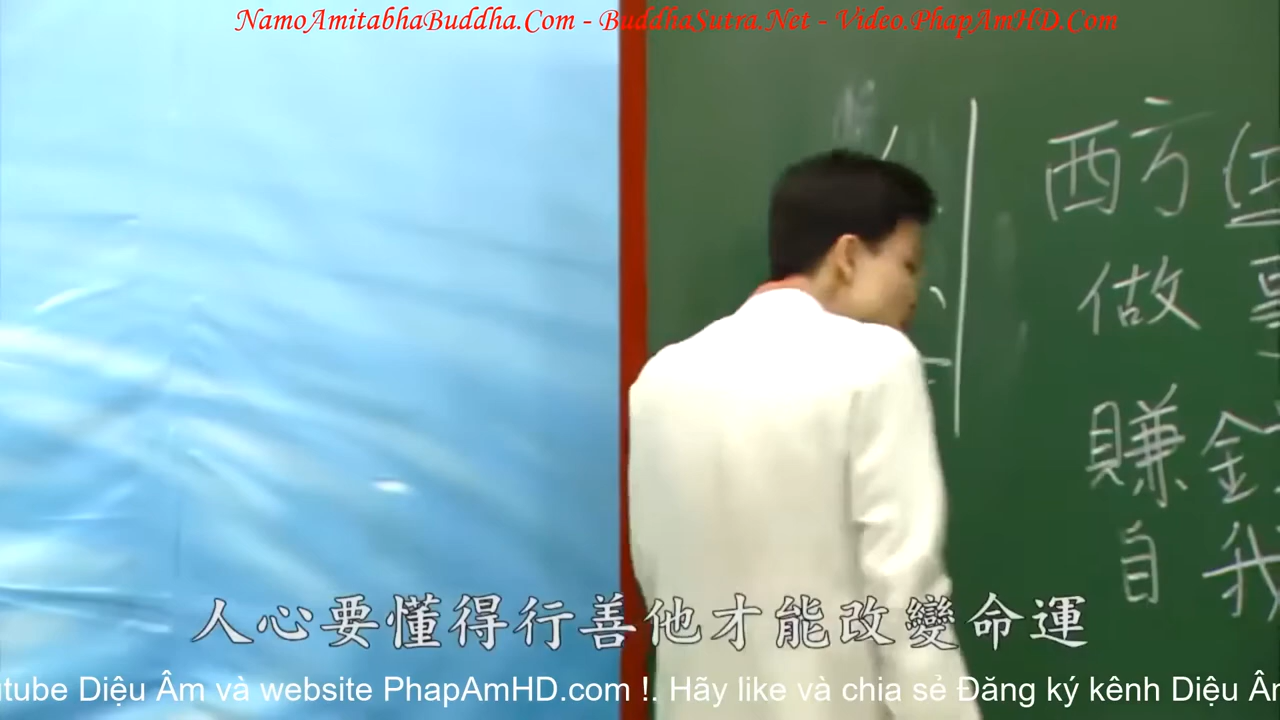 NamoAmitabhaBuddha.Com - BuddhaSutra.Net - Video.PhapAmHD.Com
西方
做事
賺錢
自我
人心要懂得行善他才能改變命運
utube Diệu Âm và website PhapAmHD.com !. Hãy like và chia sẻ Đăng ký kênh Diệu Âm